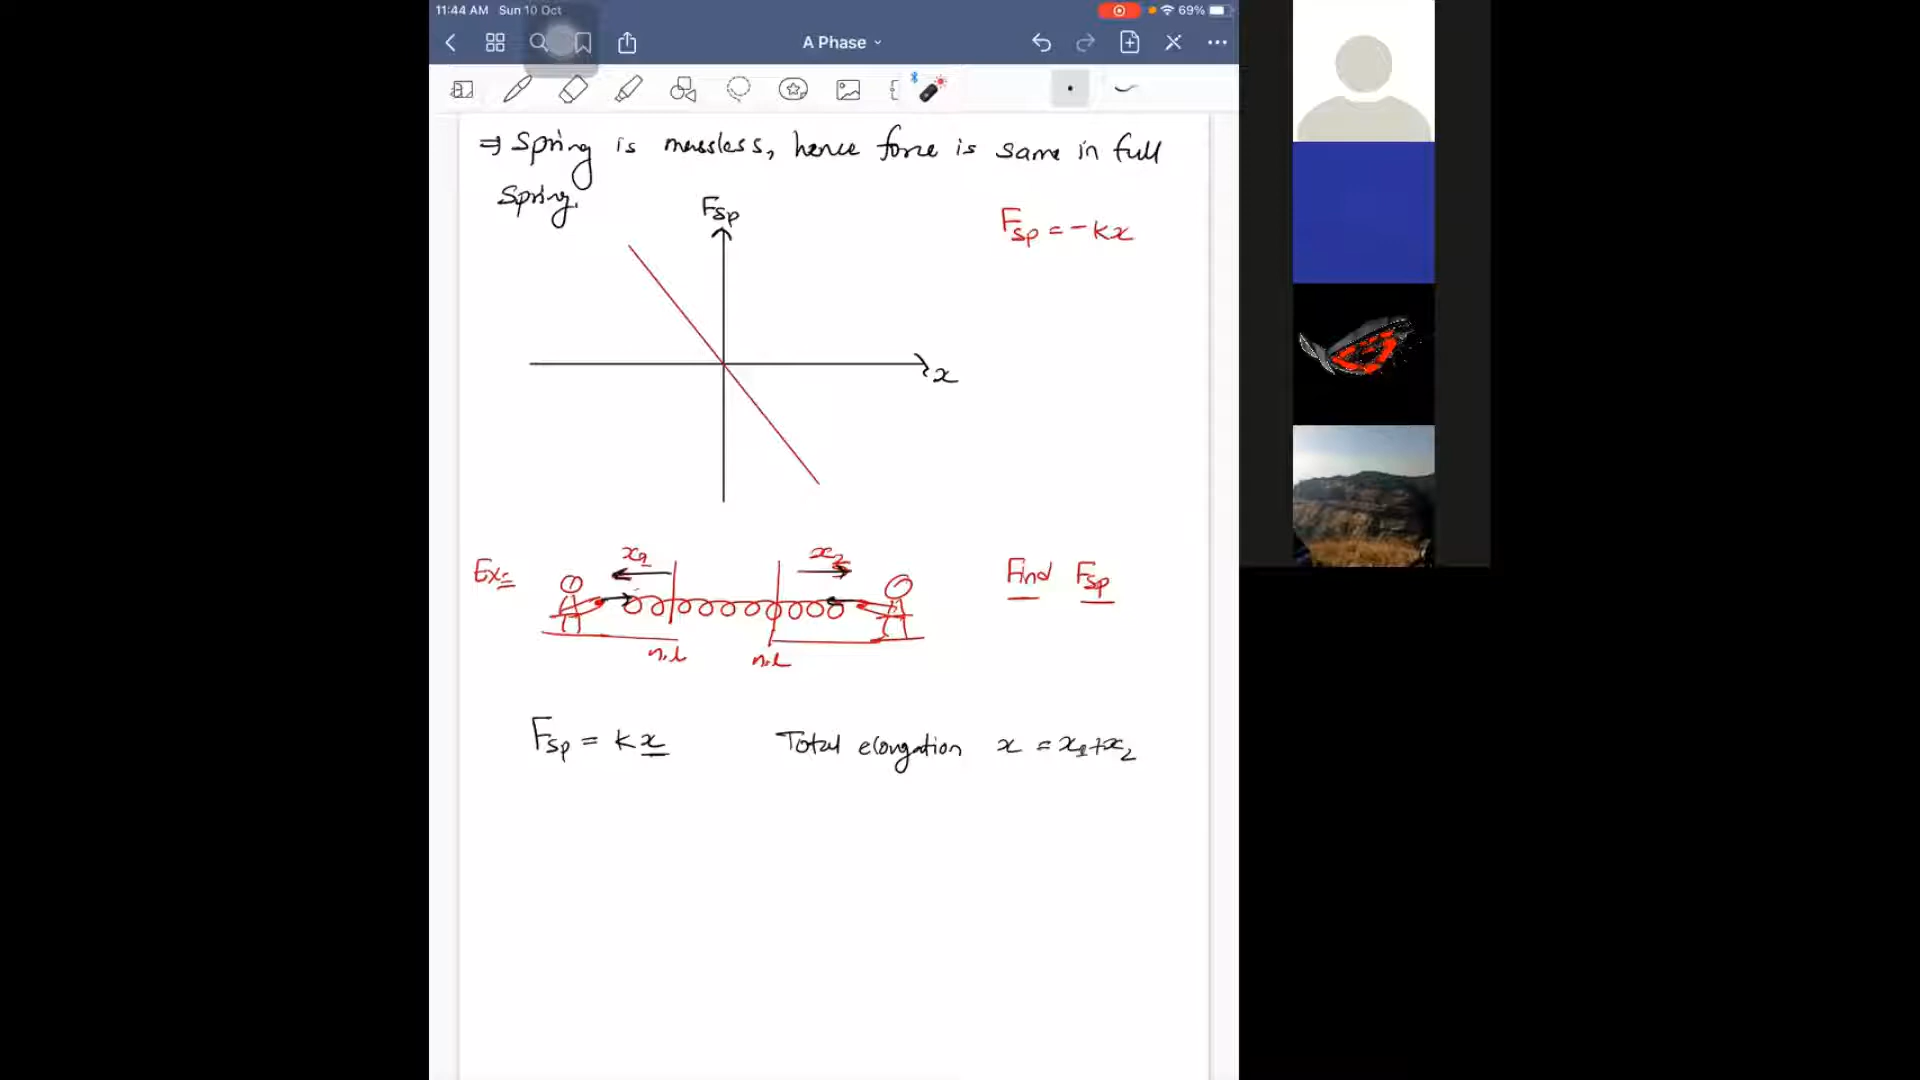 11:44 AM Sun 10 Oct
69%
A Phase
⇒ Spring is massless, hence force is same in full
Spring.
Fsp
Fsp = -kx
x
Ex:
x1
x2
Find Fsp
n.l
n.l
Fsp = kx
Total elongation x = x1+x2